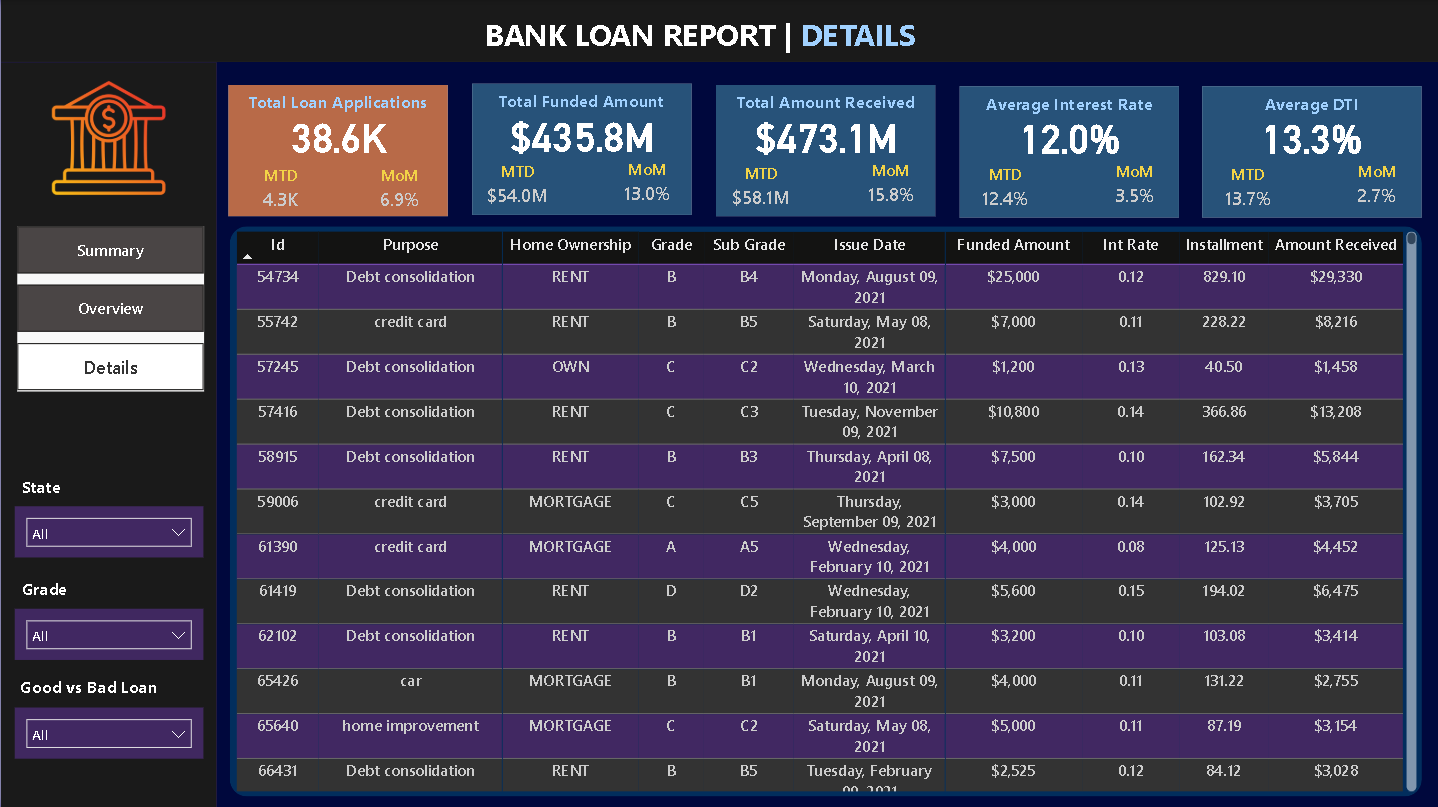 BANK LOAN REPORT | DETAILS
$
Summary
Overview
Details
State
All
Grade
All
Good vs Bad Loan
All
Total Loan Applications
38.6K
MTD MoM
4.3K 6.9%
Total Funded Amount
$435.8M
MTD MoM
$54.0M 13.0%
Total Amount Received
$473.1M
MTD MoM
$58.1M 15.8%
Average Interest Rate
12.0%
MTD MoM
12.4% 3.5%
Average DTI
13.3%
MTD MoM
13.7% 2.7%
Id Purpose Home Ownership Grade Sub Grade Issue Date Funded Amount Int Rate Installment Amount Received
54734 Debt consolidation RENT B B4 Monday, August 09, $25,000 0.12 829.10 $29,330
2021
55742 credit card RENT B B5 Saturday, May 08, $7,000 0.11 228.22 $8,216
2021
57245 Debt consolidation OWN C C2 Wednesday, March $1,200 0.13 40.50 $1,458
10, 2021
57416 Debt consolidation RENT C C3 Tuesday, November $10,800 0.14 366.86 $13,208
09, 2021
58915 Debt consolidation RENT B B3 Thursday, April 08, $7,500 0.10 162.34 $5,844
2021
59006 credit card MORTGAGE C C5 Thursday, $3,000 0.14 102.92 $3,705
September 09, 2021
61390 credit card MORTGAGE A A5 Wednesday, $4,000 0.08 125.13 $4,452
February 10, 2021
61419 Debt consolidation RENT D D2 Wednesday, $5,600 0.15 194.02 $6,475
February 10, 2021
62102 Debt consolidation RENT B B1 Saturday, April 10, $3,200 0.10 103.08 $3,414
2021
65426 car MORTGAGE B B1 Monday, August 09, $4,000 0.11 131.22 $2,755
2021
65640 home improvement MORTGAGE C C2 Saturday, May 08, $5,000 0.11 87.19 $3,154
2021
66431 Debt consolidation RENT B B5 Tuesday, February $2,525 0.12 84.12 $3,028
09, 2021